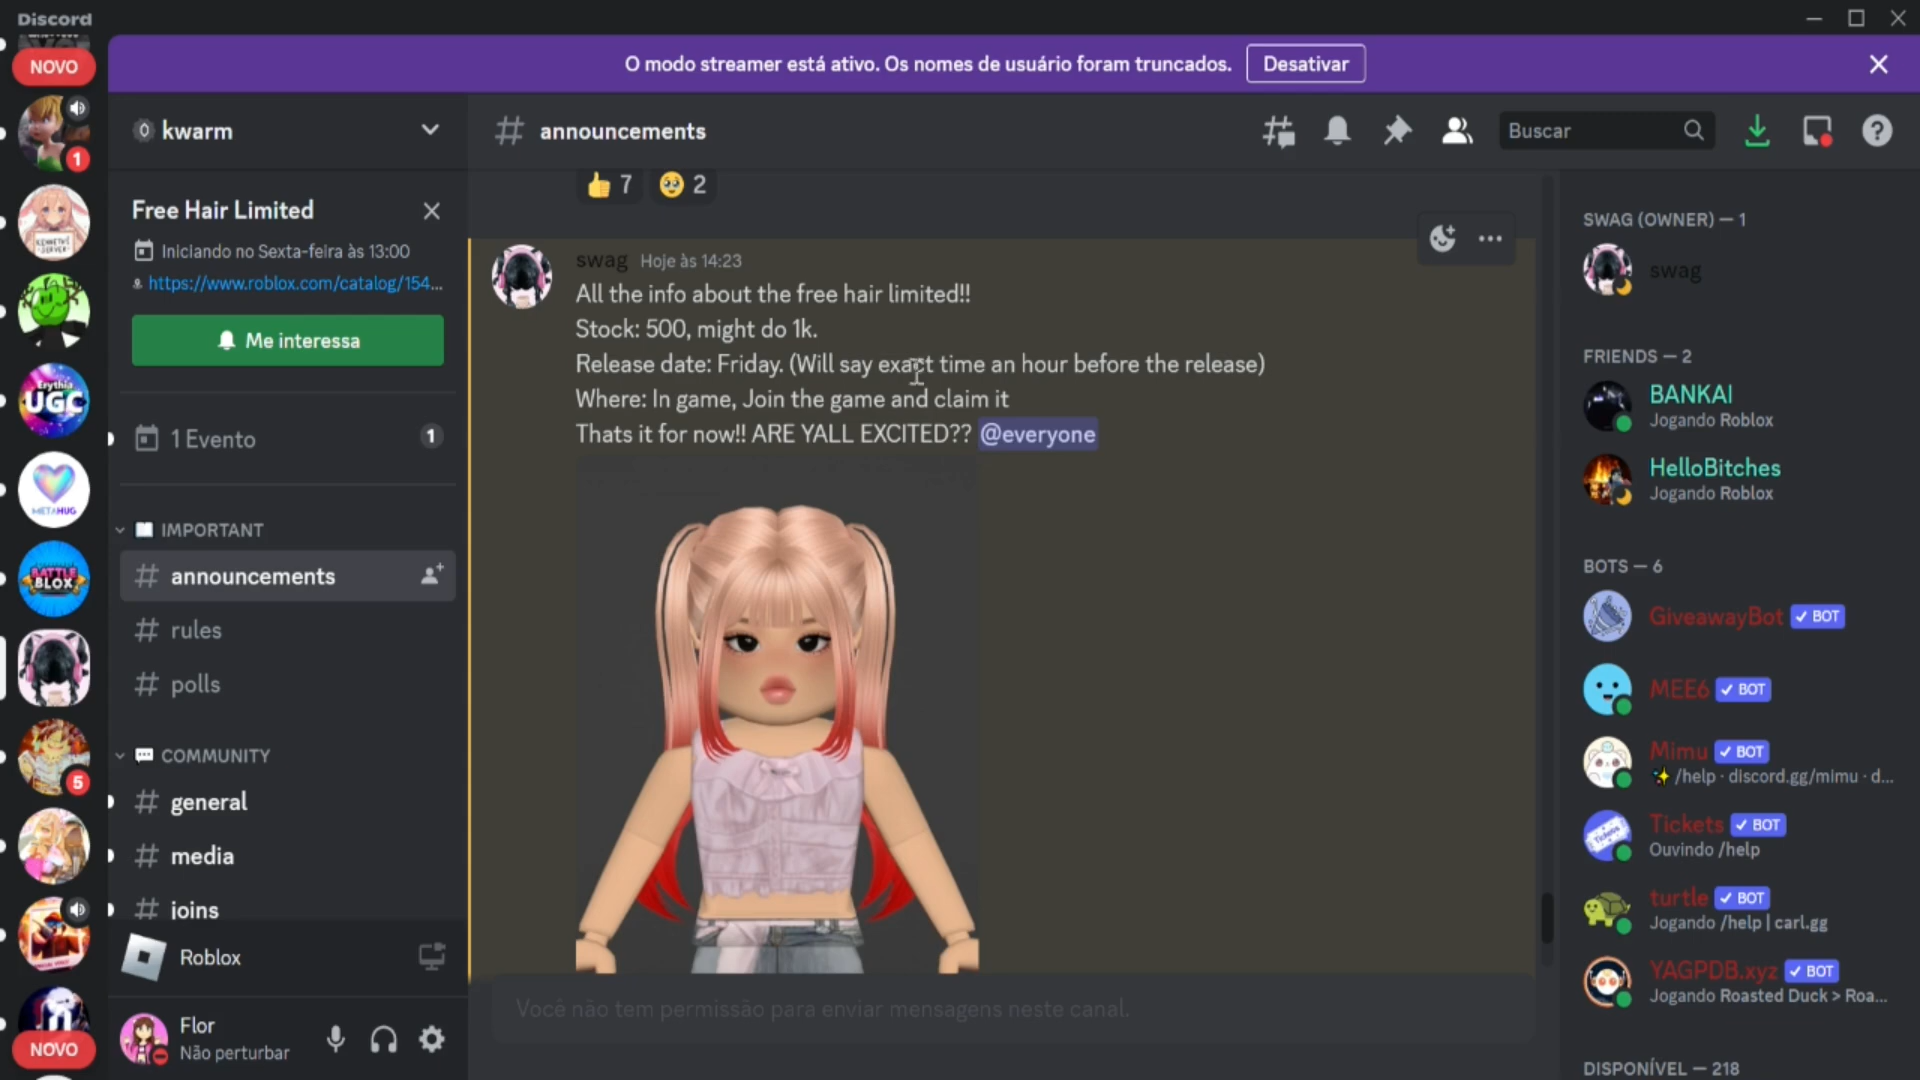 Discord
NOVO
O modo streamer está ativo. Os nomes de usuário foram truncados.
Desativar
1
KENNETH'S SERVER
Erythia
UGC
METAHUG
BATTLE
BLOX
5
NOVO
kwarm
Free Hair Limited
Iniciando no Sexta-feira às 13:00
https://www.roblox.com/catalog/154...
Me interessa
1 Evento
1
IMPORTANT
announcements
rules
polls
COMMUNITY
general
media
joins
Roblox
Flor
Não perturbar
announcements
Buscar
7
2
swag Hoje às 14:23
All the info about the free hair limited!!
Stock: 500, might do 1k.
Release date: Friday. (Will say exact time an hour before the release)
Where: In game, Join the game and claim it
Thats it for now!! ARE YALL EXCITED?? @everyone
Você não tem permissão para enviar mensagens neste canal.
SWAG (OWNER) — 1
swag
FRIENDS — 2
BANKAI
Jogando Roblox
HelloBitches
Jogando Roblox
BOTS — 6
GiveawayBot BOT
MEE6 BOT
Mimu BOT
/help · discord.gg/mimu · d...
Tickets BOT
Ouvindo /help
turtle BOT
Jogando /help | carl.gg
YAGPDB.xyz BOT
Jogando Roasted Duck > Roa...
DISPONÍVEL — 218